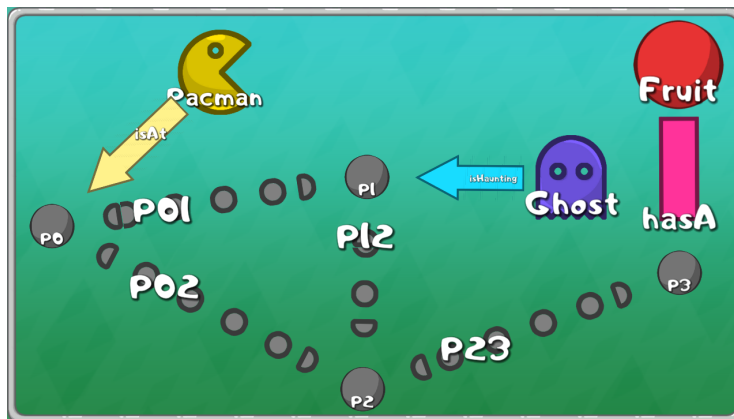 Pacman
Fruit
isAt
isHaunting
P1
Ghost
P01
hasA
P0
P12
P02
P3
P23
P2